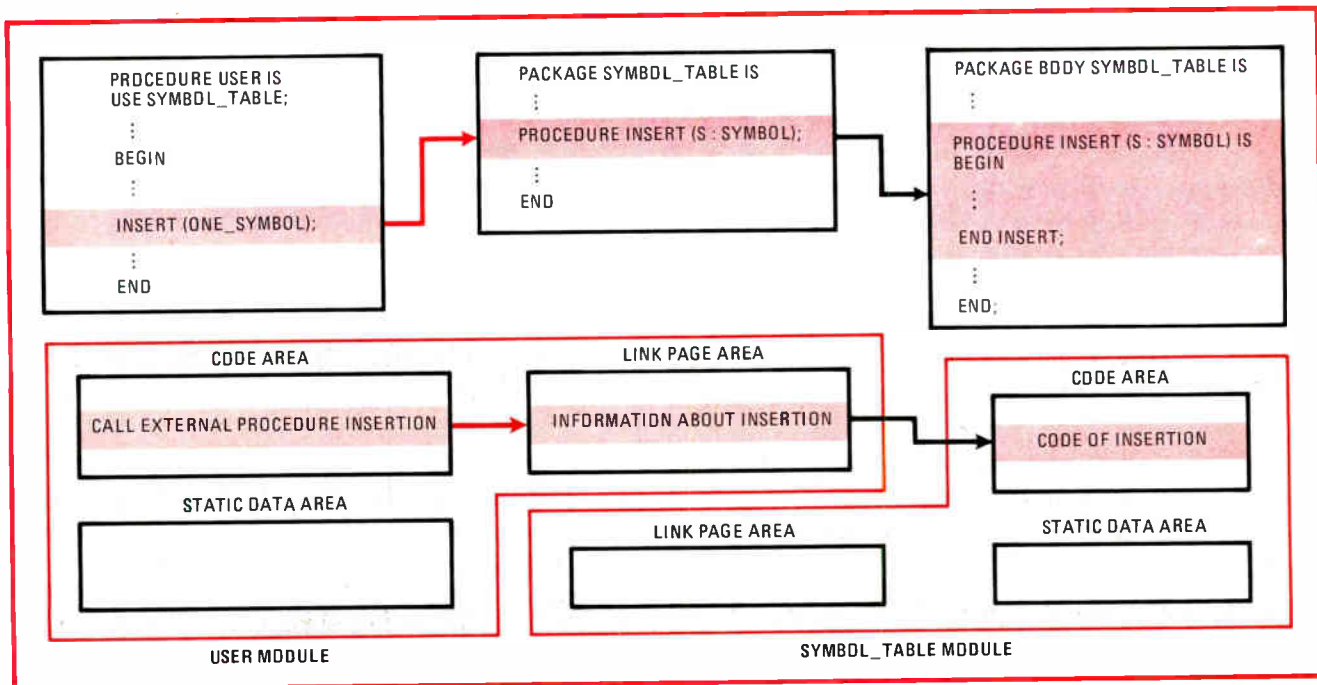 PROCEDURE USER IS
USE SYMBOL_TABLE;
⋮
BEGIN
⋮
INSERT (ONE_SYMBOL);
⋮
END
PACKAGE SYMBOL_TABLE IS
⋮
PROCEDURE INSERT (S : SYMBOL);
⋮
END
PACKAGE BODY SYMBOL_TABLE IS
⋮
PROCEDURE INSERT (S : SYMBOL) IS
BEGIN
⋮
END INSERT;
⋮
END;
CODE AREA
CALL EXTERNAL PROCEDURE INSERTION
STATIC DATA AREA
LINK PAGE AREA
INFORMATION ABOUT INSERTION
USER MODULE
CODE AREA
CODE OF INSERTION
LINK PAGE AREA
STATIC DATA AREA
SYMBOL_TABLE MODULE